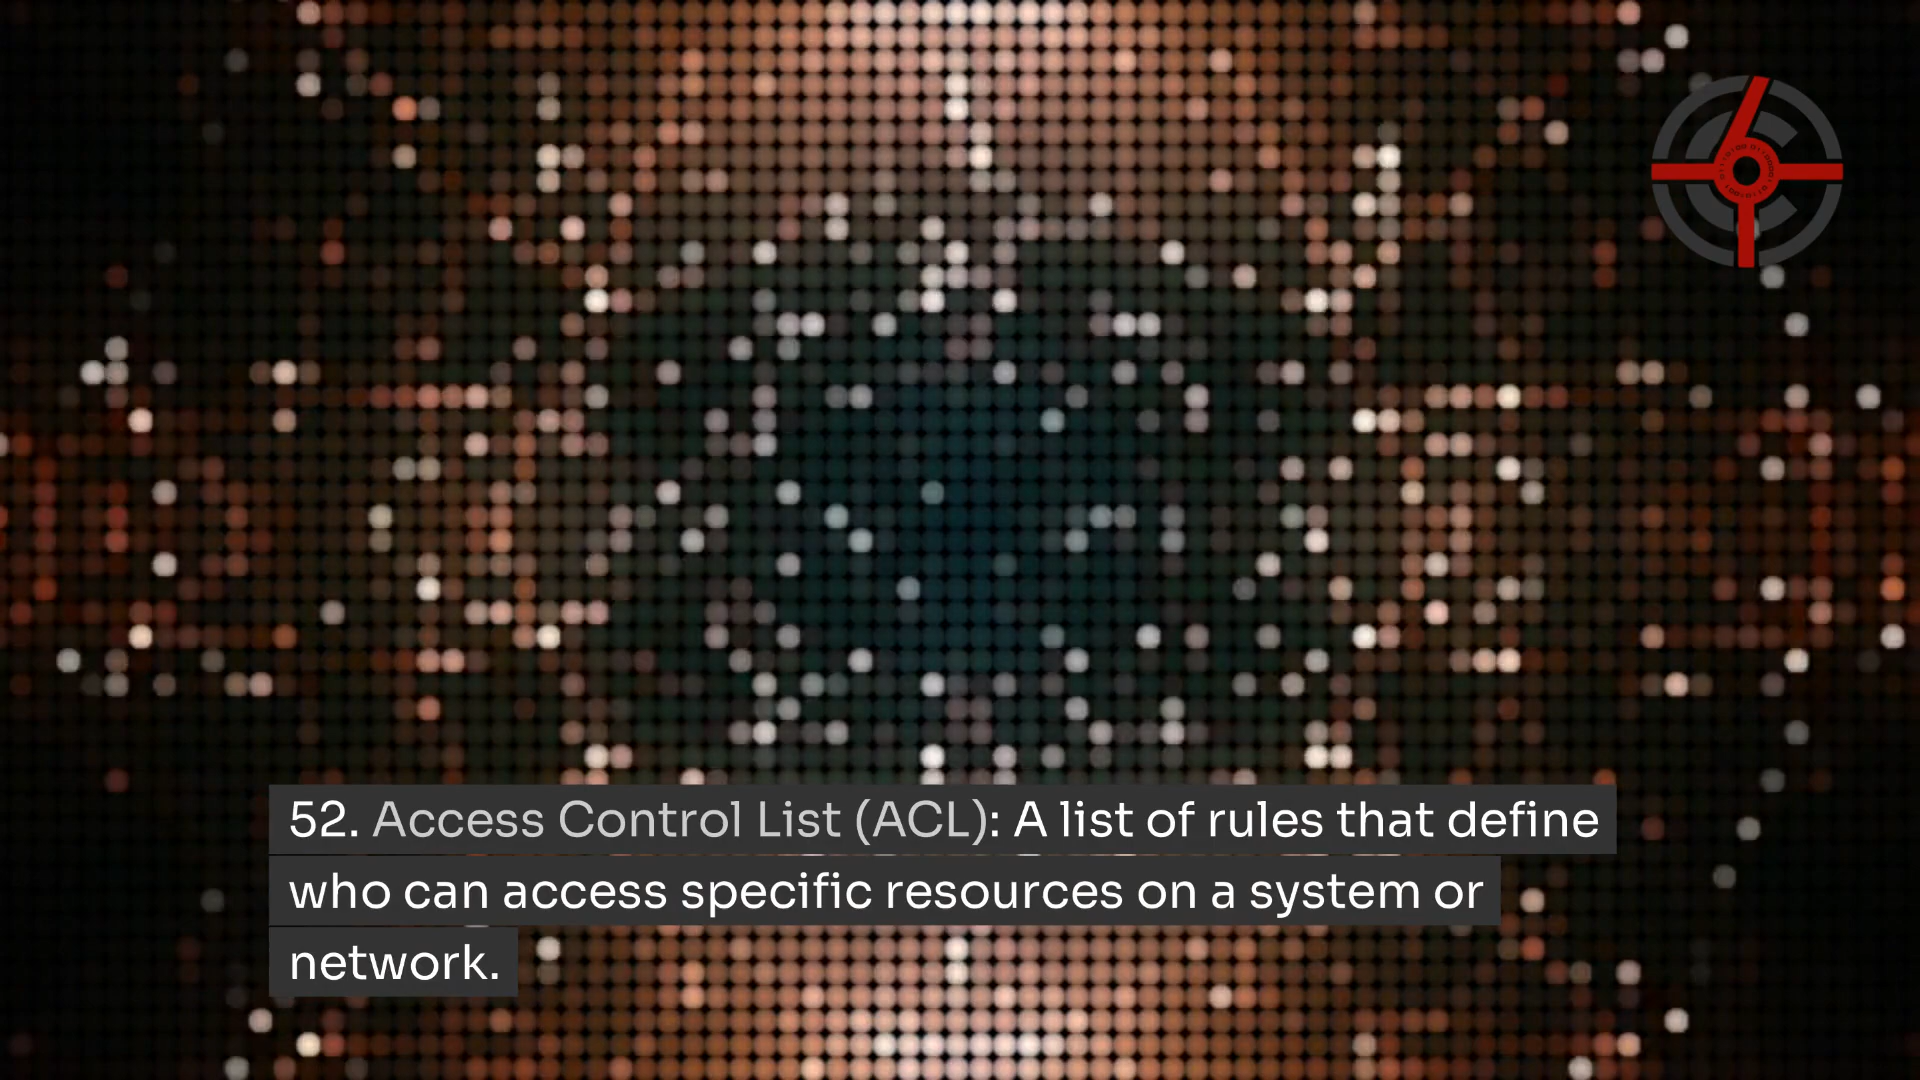 52. Access Control List (ACL): A list of rules that define
who can access specific resources on a system or
network.